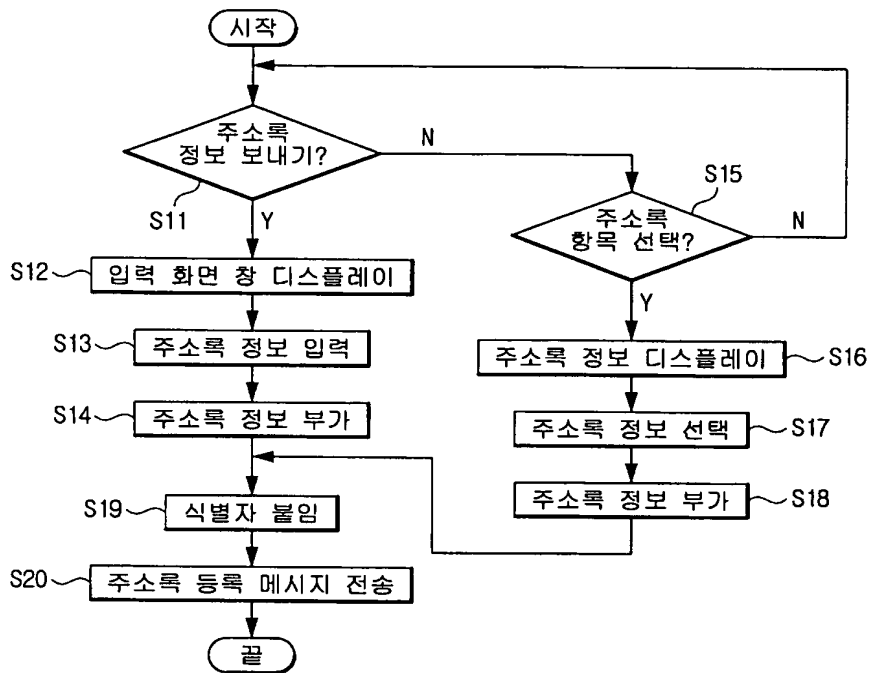 시작
주소록
정보 보내기?
N
S11
Y
S15
주소록
항목 선택?
N
Y
S12
입력 화면 창 디스플레이
S13
주소록 정보 입력
S14
주소록 정보 부가
주소록 정보 디스플레이
S16
주소록 정보 선택
S17
주소록 정보 부가
S18
S19
식별자 붙임
S20
주소록 등록 메시지 전송
끝